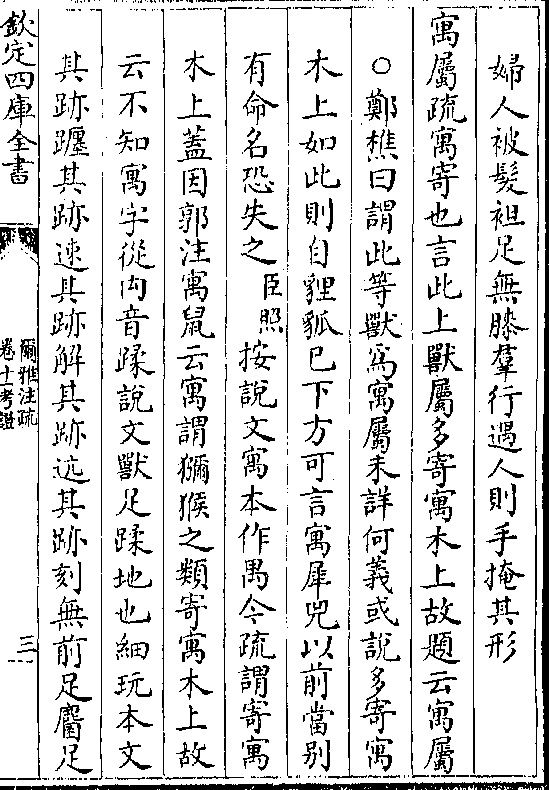 婦人被髮袒足無膝羣行遇人則手掩其形
寓屬疏寓寄也言此上獸屬多寄寓木上故題云寓屬
○鄭樵曰謂此等獸爲寓屬未詳何義或說多寄寓
木上如此則自貍狐已下方可言寓犀兕以前當别
有命名恐失之臣照按說文寓本作禺今疏謂寄寓
木上蓋因郭注寓鼠云寓謂獼猴之類寄寓木上故
云不知寓字從禸音蹂說文獸足蹂地也細玩本文
其跡躔其跡速其跡解其跡迒其跡刻無前足麕足
欽定四庫全書
爾雅注疏
卷十考證
三